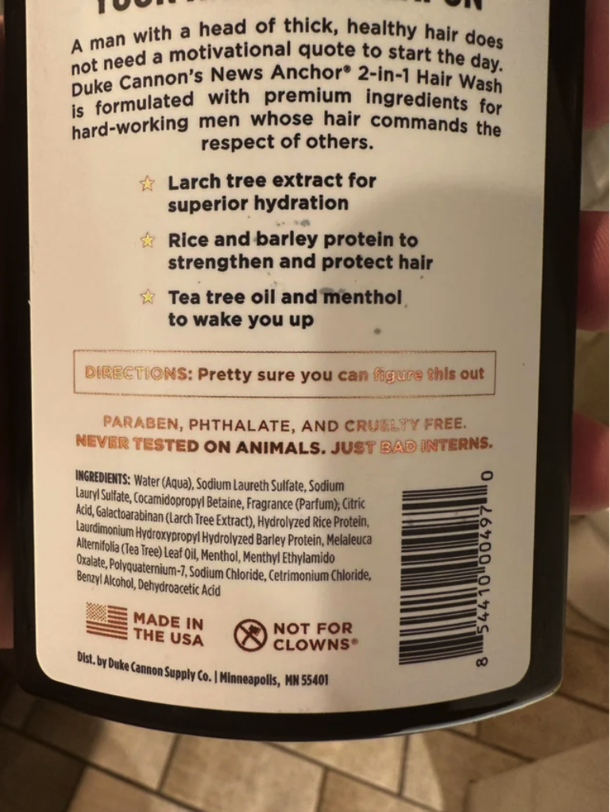 YOUR
A man with a head of thick, healthy hair does
not need a motivational quote to start the day.
Duke Cannon's News Anchor® 2-in-1 Hair Wash
is formulated with premium ingredients for
hard-working men whose hair commands the
respect of others.
Larch tree extract for
superior hydration
Rice and barley protein to
strengthen and protect hair
Tea tree oil and menthol
to wake you up
DIRECTIONS: Pretty sure you can figure this out
PARABEN, PHTHALATE, AND CRUELTY FREE.
NEVER TESTED ON ANIMALS. JUST BAD INTERNS.
INGREDIENTS: Water (Aqua), Sodium Laureth Sulfate, Sodium
Lauryl Sulfate, Cocamidopropyl Betaine, Fragrance (Parfum), Citric
Acid, Galactoarabinan (Larch Tree Extract), Hydrolyzed Rice Protein,
Laurdimonium Hydroxypropyl Hydrolyzed Barley Protein, Melaleuca
Alternifolia (Tea Tree) Leaf Oil, Menthol, Menthyl Ethylamido
Oxalate, Polyquaternium-7, Sodium Chloride, Cetrimonium Chloride,
Benzyl Alcohol, Dehydroacetic Acid
MADE IN
THE USA
NOT FOR
CLOWNS®
Dist. by Duke Cannon Supply Co. | Minneapolis, MN 55401
8 54410 00497 0